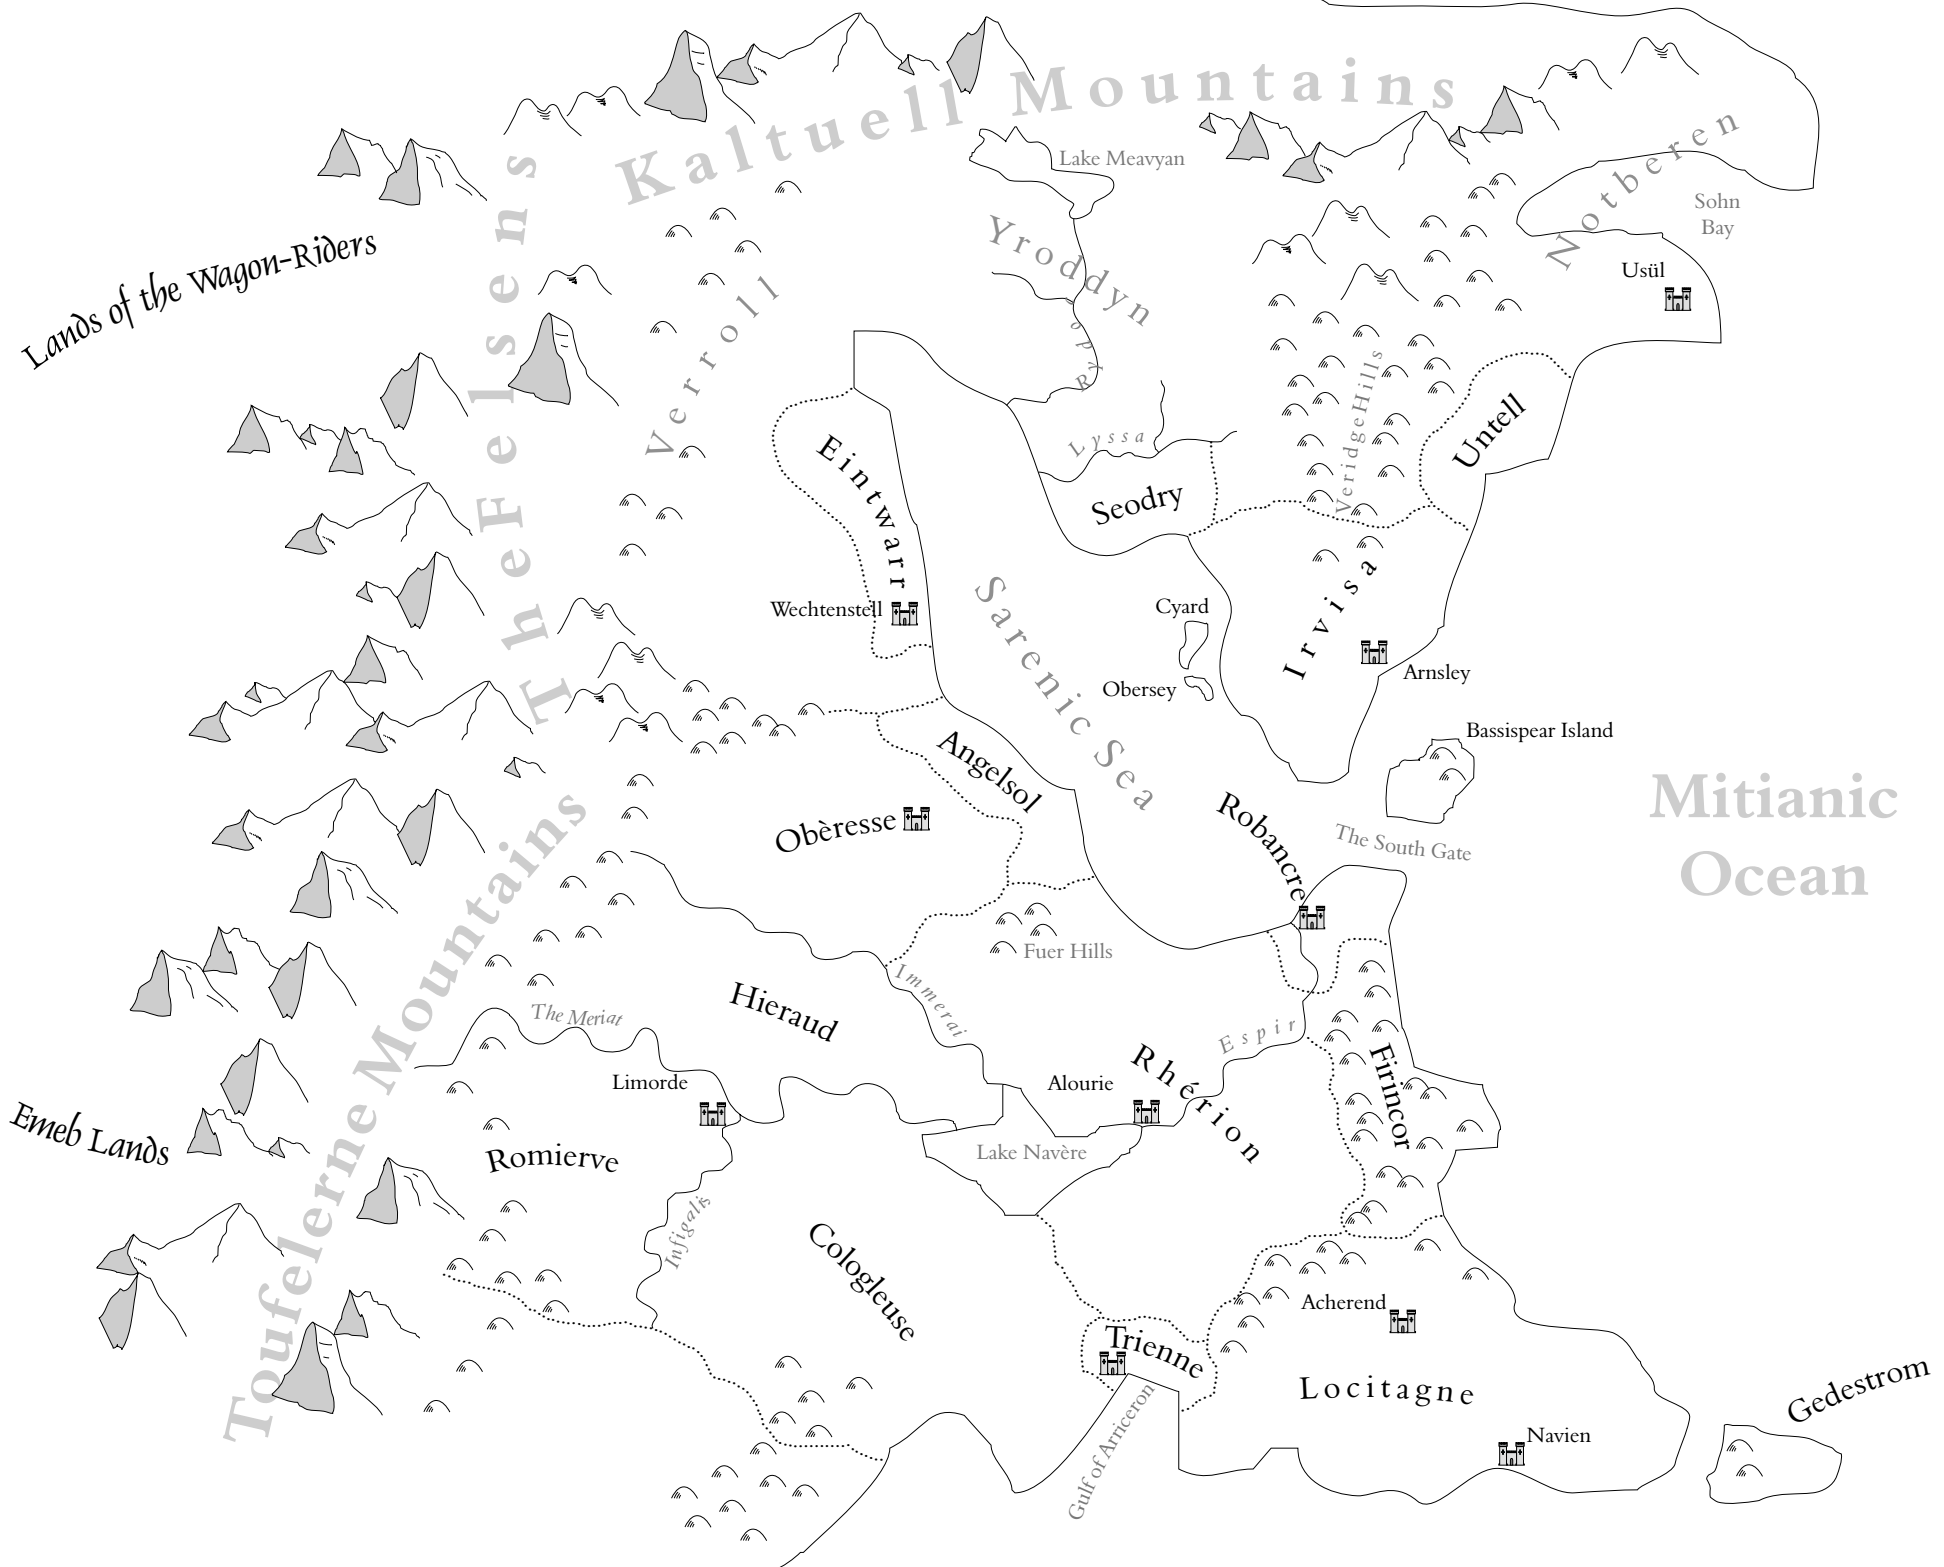 Kaltuell Mountains
Lake Meavyan
Notberen
Sohn
Bay
Usül
Yroddyn
Rydo
Lands of the Wagon-Riders
The Felsens
Verroll
Veridge Hills
Untell
Lyssa
Seodry
Eintwarr
Wechtenstell
Sarenic Sea
Cyard
Obersey
Irvisa
Arnsley
Bassispear Island
Mitianic
Ocean
The South Gate
Angelsol
Obèresse
Robancre
Fuer Hills
Toufelerne Mountains
Immerai
Hieraud
The Meriat
Espir
Rhérion
Firincor
Limorde
Alourie
Emeb Lands
Romierve
Lake Navère
Infigalis
Cologleuse
Acherend
Trienne
Locitagne
Gulf of Arriceron
Navien
Gedestrom